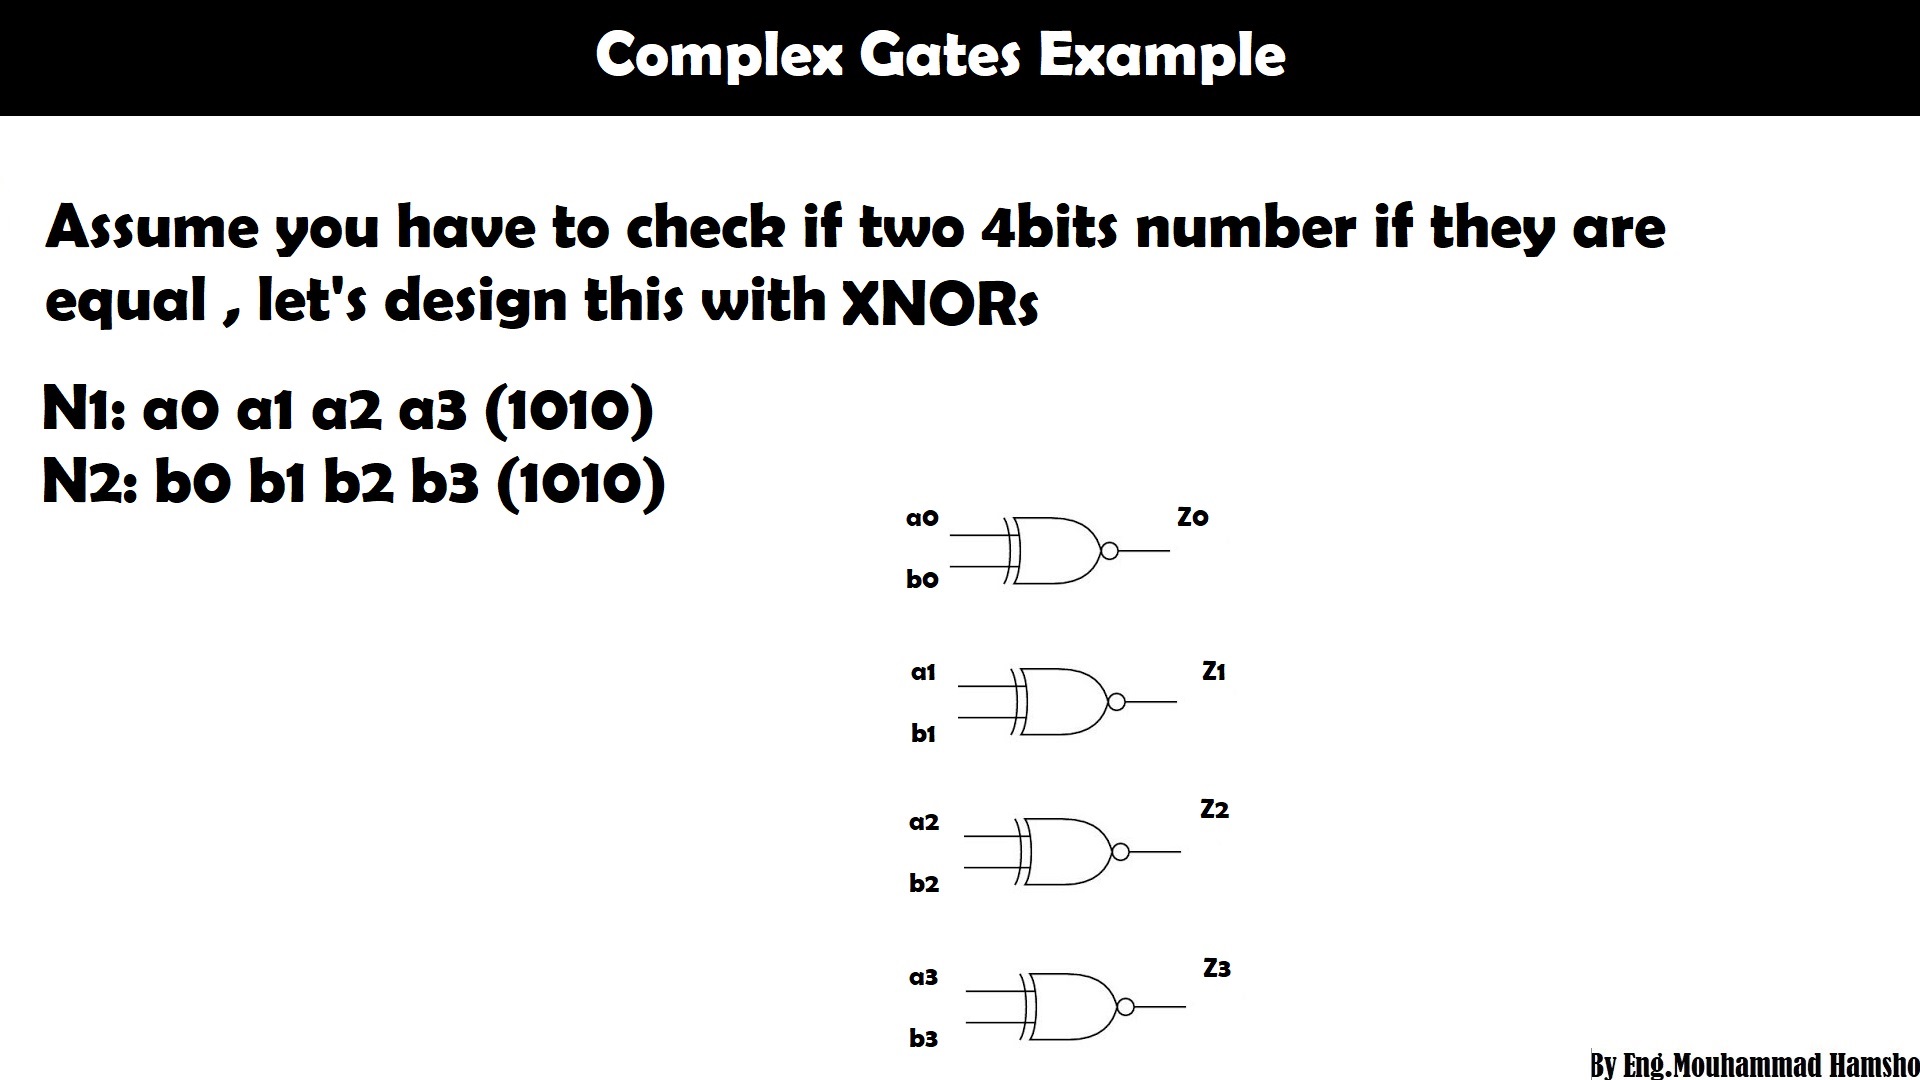 Complex Gates Example
Assume you have to check if two 4bits number if they are
equal , let's design this with XNORs
N1: a0 a1 a2 a3 (1010)
N2: b0 b1 b2 b3 (1010)
a0
Z0
b0
a1
Z1
b1
a2
Z2
b2
a3
Z3
b3
By Eng.Mouhammad Hamsho